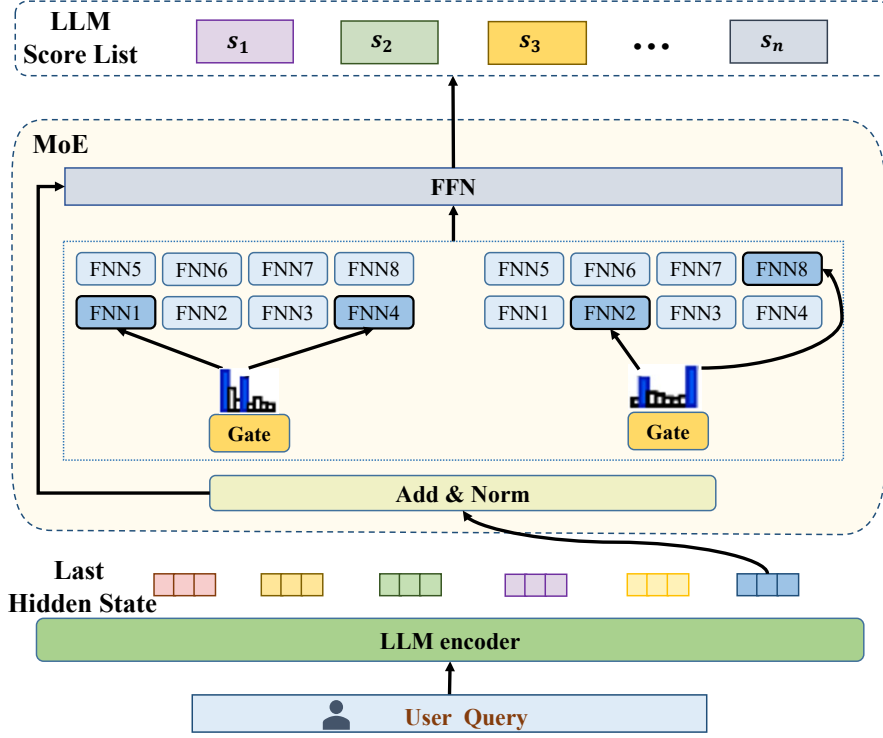 LLM
Score List
s1 s2 s3 ... sn
MoE
FFN
FNN5 FNN6 FNN7 FNN8 FNN5 FNN6 FNN7 FNN8
FNN1 FNN2 FNN3 FNN4 FNN1 FNN2 FNN3 FNN4
Gate Gate
Add & Norm
Last
Hidden State
LLM encoder
User Query